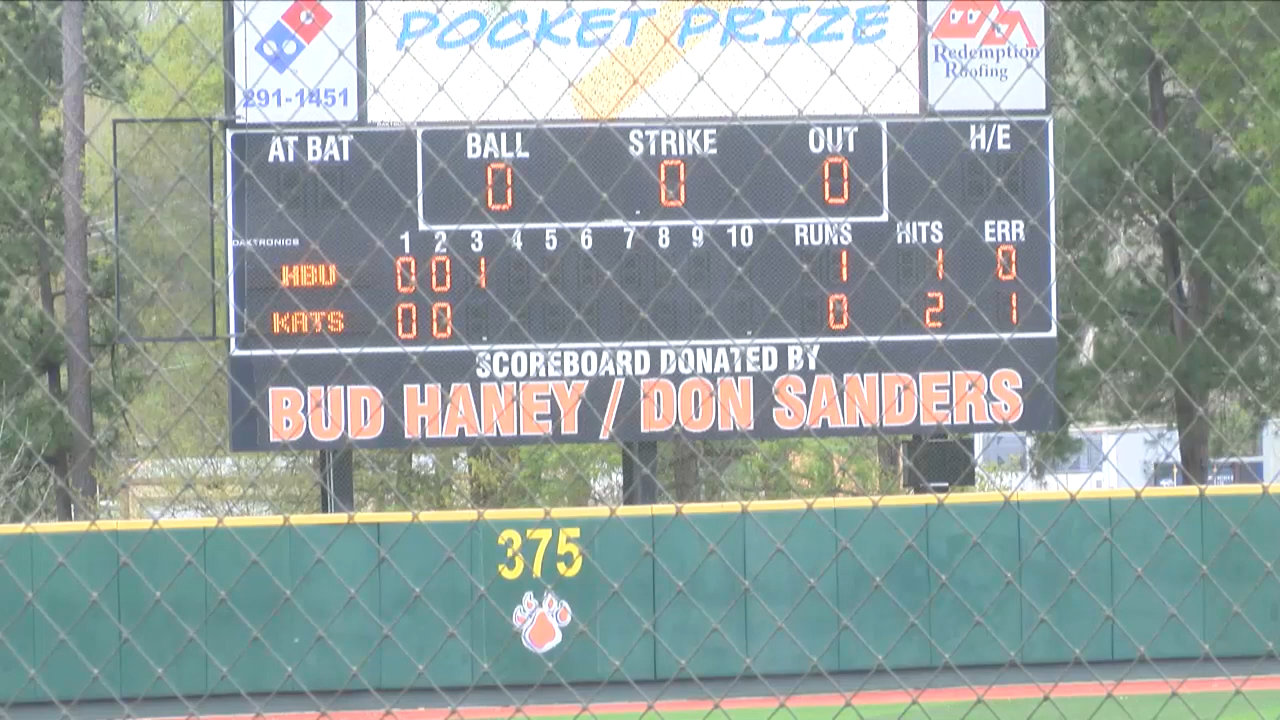 POCKET PRIZE
291-1451
Redemption
Roofing
AT BAT BALL STRIKE OUT H/E
0 0 0
DAKTRONICS 1 2 3 4 5 6 7 8 9 10 RUNS HITS ERR
HBU 0 0 1 1 1 0
KATS 0 0 0 2 1
SCOREBOARD DONATED BY
BUD HANEY / DON SANDERS
375